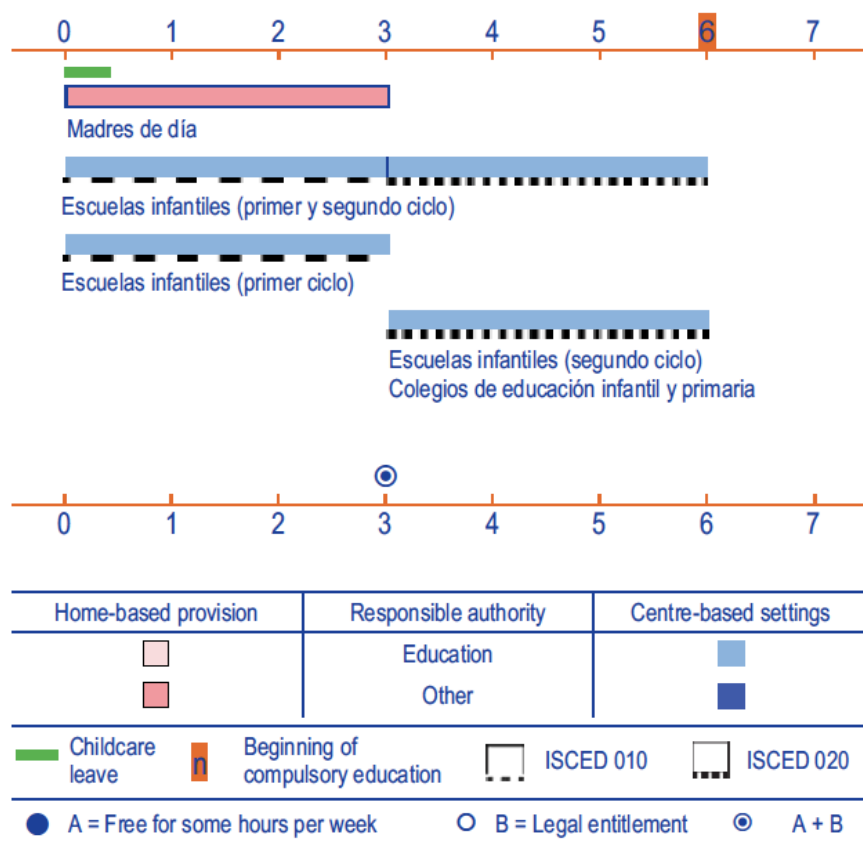 0 1 2 3 4 5 6 7
Madres de día
Escuelas infantiles (primer y segundo ciclo)
Escuelas infantiles (primer ciclo)
Escuelas infantiles (segundo ciclo)
Colegios de educación infantil y primaria
0 1 2 3 4 5 6 7
Home-based provision Responsible authority Centre-based settings
Education
Other
Childcare leave n Beginning of compulsory education ISCED 010 ISCED 020
A = Free for some hours per week B = Legal entitlement A + B